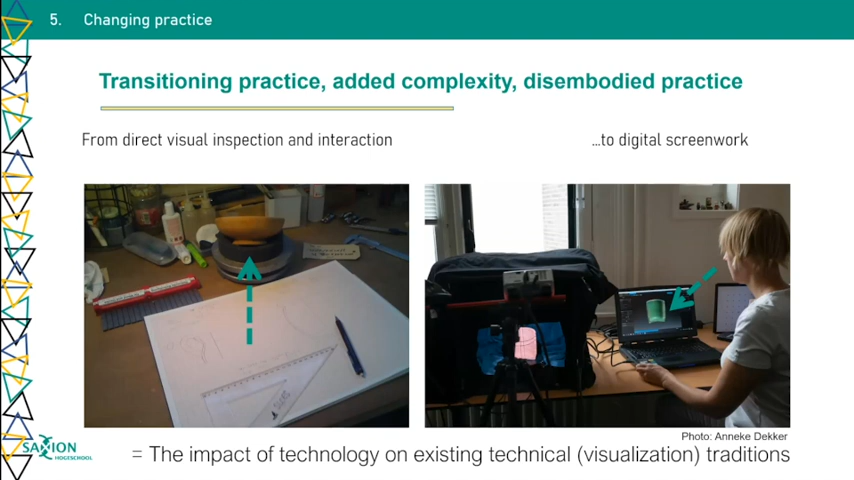 5. Changing practice
Transitioning practice, added complexity, disembodied practice
From direct visual inspection and interaction
...to digital screenwork
Photo: Anneke Dekker
SAXION
HOGESCHOOL
= The impact of technology on existing technical (visualization) traditions